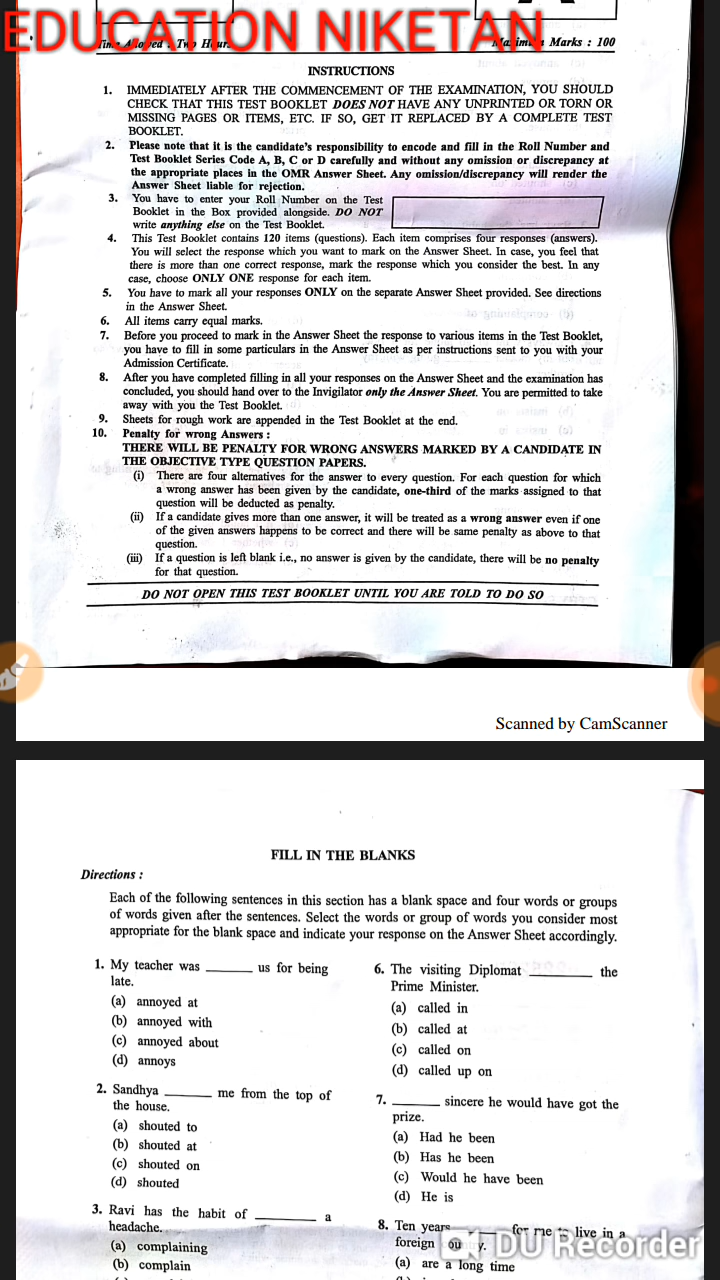 EDUCATION NIKETAN
Time Allowed : Two Hours
Maximum Marks : 100
INSTRUCTIONS
1. IMMEDIATELY AFTER THE COMMENCEMENT OF THE EXAMINATION, YOU SHOULD
CHECK THAT THIS TEST BOOKLET DOES NOT HAVE ANY UNPRINTED OR TORN OR
MISSING PAGES OR ITEMS, ETC. IF SO, GET IT REPLACED BY A COMPLETE TEST
BOOKLET.
2. Please note that it is the candidate's responsibility to encode and fill in the Roll Number and
Test Booklet Series Code A, B, C or D carefully and without any omission or discrepancy at
the appropriate places in the OMR Answer Sheet. Any omission/discrepancy will render the
Answer Sheet liable for rejection.
3. You have to enter your Roll Number on the Test
Booklet in the Box provided alongside. DO NOT
write anything else on the Test Booklet.
4. This Test Booklet contains 120 items (questions). Each item comprises four responses (answers).
You will select the response which you want to mark on the Answer Sheet. In case, you feel that
there is more than one correct response, mark the response which you consider the best. In any
case, choose ONLY ONE response for each item.
5. You have to mark all your responses ONLY on the separate Answer Sheet provided. See directions
in the Answer Sheet.
6. All items carry equal marks.
7. Before you proceed to mark in the Answer Sheet the response to various items in the Test Booklet,
you have to fill in some particulars in the Answer Sheet as per instructions sent to you with your
Admission Certificate.
8. After you have completed filling in all your responses on the Answer Sheet and the examination has
concluded, you should hand over to the Invigilator only the Answer Sheet. You are permitted to take
away with you the Test Booklet.
9. Sheets for rough work are appended in the Test Booklet at the end.
10. Penalty for wrong Answers :
THERE WILL BE PENALTY FOR WRONG ANSWERS MARKED BY A CANDIDATE IN
THE OBJECTIVE TYPE QUESTION PAPERS.
(i) There are four alternatives for the answer to every question. For each question for which
a wrong answer has been given by the candidate, one-third of the marks assigned to that
question will be deducted as penalty.
(ii) If a candidate gives more than one answer, it will be treated as a wrong answer even if one
of the given answers happens to be correct and there will be same penalty as above to that
question.
(iii) If a question is left blank i.e., no answer is given by the candidate, there will be no penalty
for that question.
DO NOT OPEN THIS TEST BOOKLET UNTIL YOU ARE TOLD TO DO SO
Scanned by CamScanner
FILL IN THE BLANKS
Directions :
Each of the following sentences in this section has a blank space and four words or groups
of words given after the sentences. Select the words or group of words you consider most
appropriate for the blank space and indicate your response on the Answer Sheet accordingly.
1. My teacher was ______ us for being
late.
(a) annoyed at
(b) annoyed with
(c) annoyed about
(d) annoys
2. Sandhya ______ me from the top of
the house.
(a) shouted to
(b) shouted at
(c) shouted on
(d) shouted
3. Ravi has the habit of ______ a
headache.
(a) complaining
(b) complain
6. The visiting Diplomat ______ the
Prime Minister.
(a) called in
(b) called at
(c) called on
(d) called up on
7. ______ sincere he would have got the
prize.
(a) Had he been
(b) Has he been
(c) Would he have been
(d) He is
8. Ten years ______ for me to live in a
foreign
(a) are a long time
DU Recorder